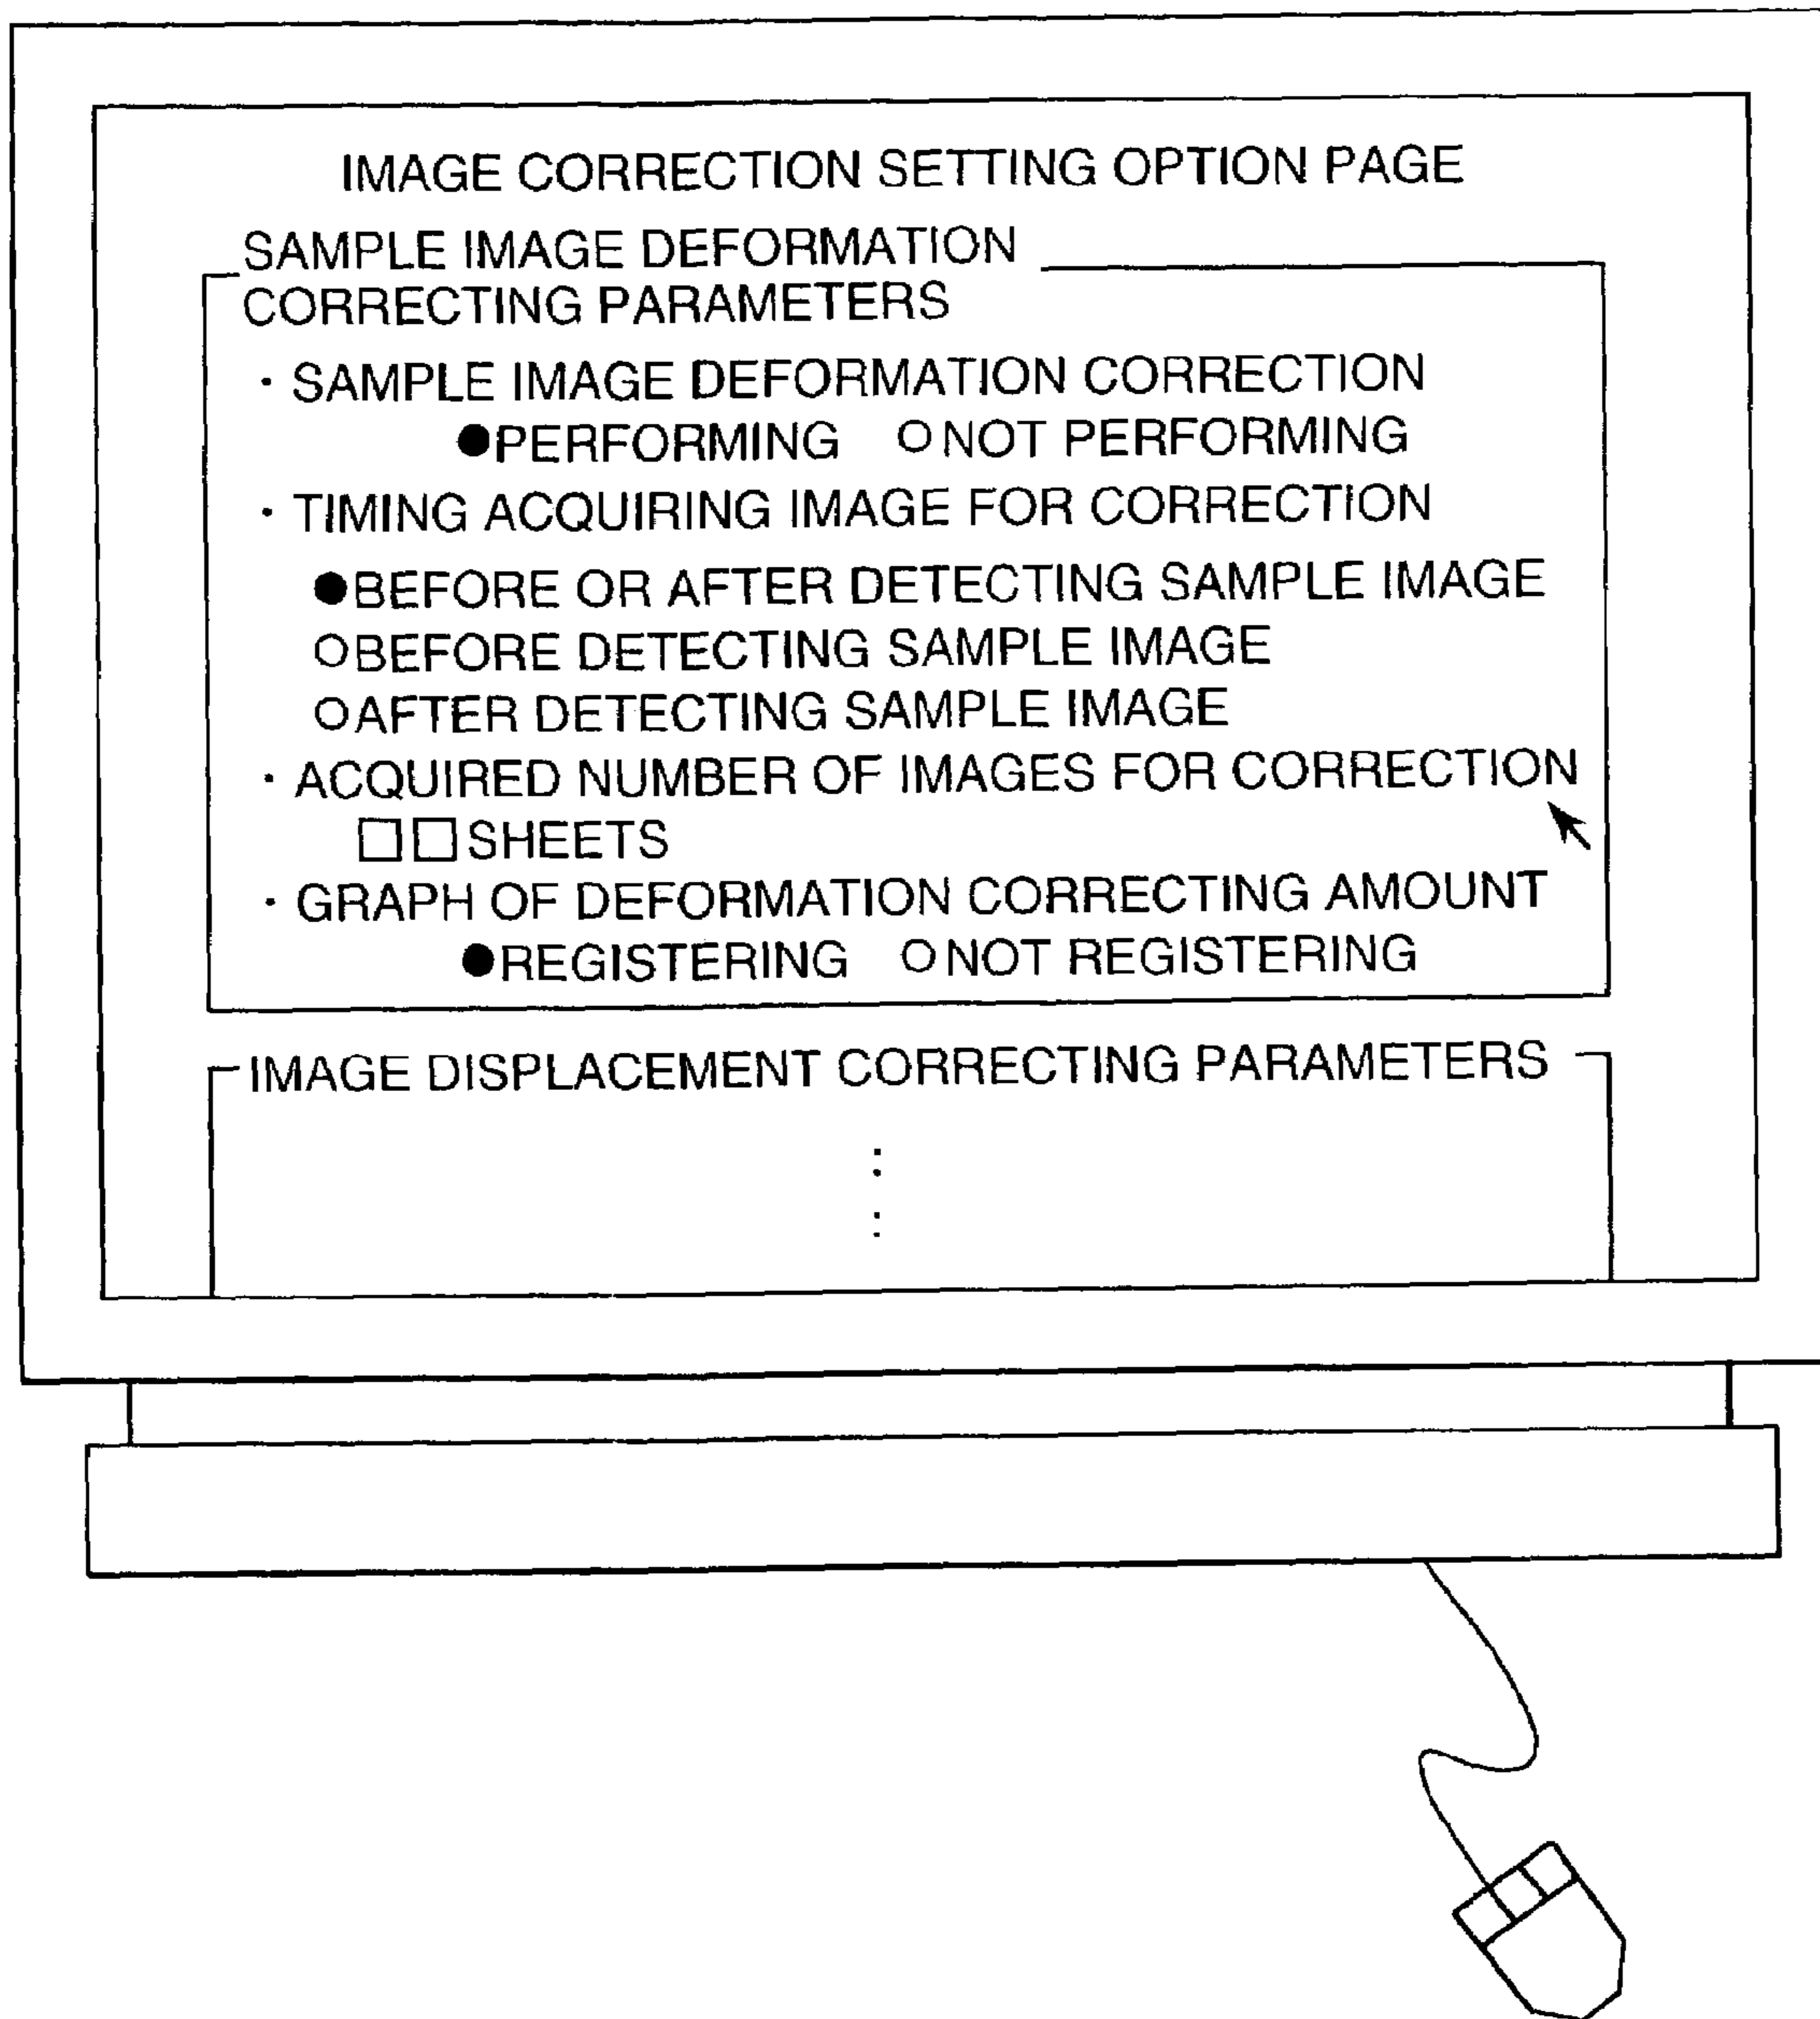 IMAGE CORRECTION SETTING OPTION PAGE
SAMPLE IMAGE DEFORMATION
CORRECTING PARAMETERS
· SAMPLE IMAGE DEFORMATION CORRECTION
●PERFORMING ○NOT PERFORMING
· TIMING ACQUIRING IMAGE FOR CORRECTION
●BEFORE OR AFTER DETECTING SAMPLE IMAGE
○BEFORE DETECTING SAMPLE IMAGE
○AFTER DETECTING SAMPLE IMAGE
· ACQUIRED NUMBER OF IMAGES FOR CORRECTION
□□SHEETS
· GRAPH OF DEFORMATION CORRECTING AMOUNT
●REGISTERING ○NOT REGISTERING
IMAGE DISPLACEMENT CORRECTING PARAMETERS
:
: